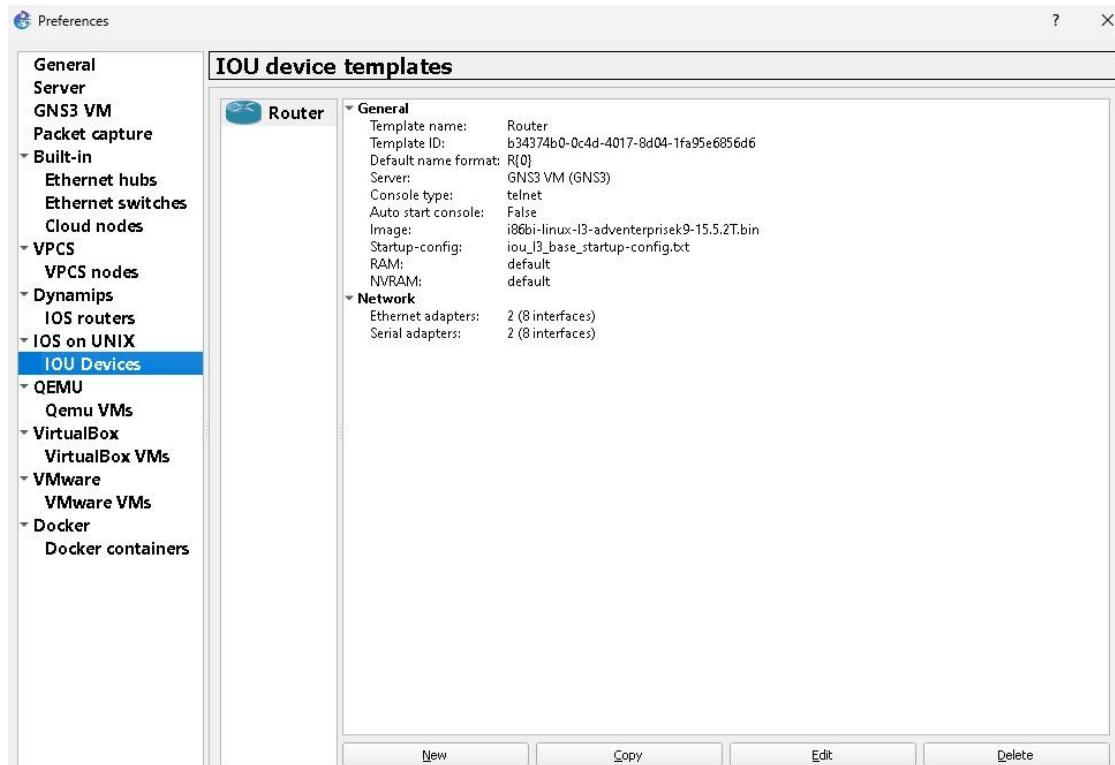 Preferences
?
×
General
Server
GNS3 VM
Packet capture
Built-in
Ethernet hubs
Ethernet switches
Cloud nodes
VPCS
VPCS nodes
Dynamips
IOS routers
IOS on UNIX
IOU Devices
QEMU
Qemu VMs
VirtualBox
VirtualBox VMs
VMware
VMware VMs
Docker
Docker containers
IOU device templates
Router
General
Template name: Router
Template ID: b34374b0-0c4d-4017-8d04-1fa95e6856d6
Default name format: R{0}
Server: GNS3 VM (GNS3)
Console type: telnet
Auto start console: False
Image: i86bi-linux-l3-adventerprisek9-15.5.2T.bin
Startup-config: iou_l3_base_startup-config.txt
RAM: default
NVRAM: default
Network
Ethernet adapters: 2 (8 interfaces)
Serial adapters: 2 (8 interfaces)
New Copy Edit Delete